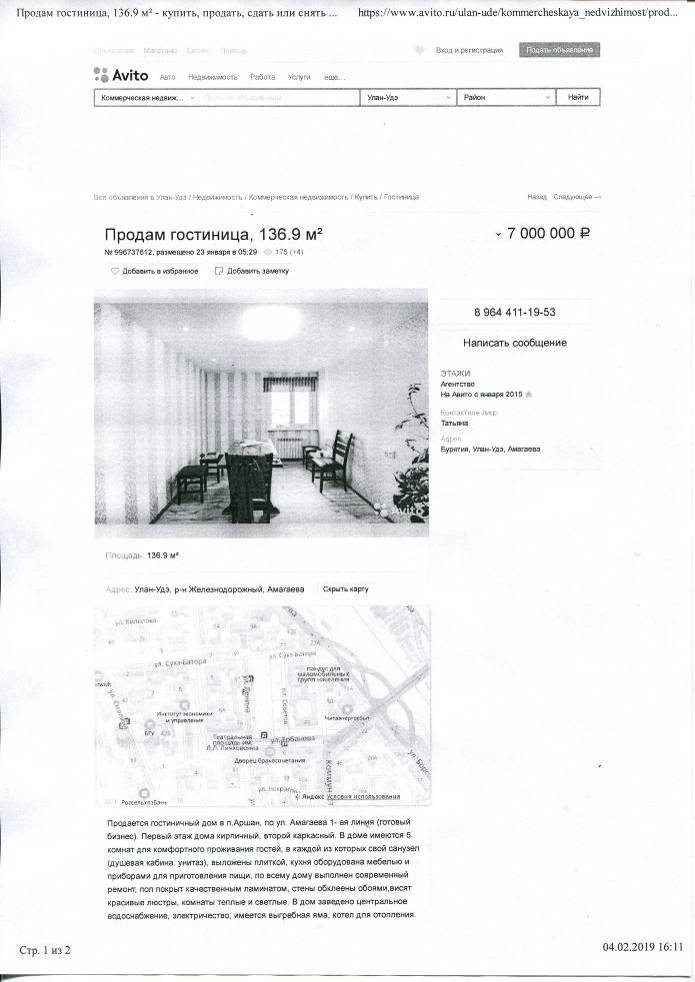 Продам гостиница, 136.9 м² - купить, продать, сдать или снять ...
https://www.avito.ru/ulan-ude/kommercheskaya_nedvizhimost/prod...
Объявления Магазины Бизнес Помощь
Вход и регистрация Подать объявление
Avito Авто Недвижимость Работа Услуги ещё...
Коммерческая недвиж... Поиск по объявлениям Улан-Удэ Район Найти
Все объявления в Улан-Удэ / Недвижимость / Коммерческая недвижимость / Купить / Гостиница
Назад Следующее →
Продам гостиница, 136.9 м²
7 000 000 ₽
№ 996737612, размещено 23 января в 05:29 176 (+4)
Добавить в избранное Добавить заметку
8 964 411-19-53
Написать сообщение
ЭТАЖИ
Агентство
На Авито с января 2015
Контактное лицо
Татьяна
Адрес
Бурятия, Улан-Удэ, Амагаева
Avito
Площадь: 136.9 м²
Адрес: Улан-Удэ, р-н Железнодорожный, Амагаева Скрыть карту
ул. Сухэ-Батора
ул. Сухэ-Батора
пандус для
маломобильных
групп населения
ул. Ленина
Институт экономики
и управления
Читаэнергосбыт
БГУ
Театральная
площадь им.
Л.Л. Линховоина
ул. Ербанова
Дворец бракосочетания
Россельхозбанк
© Яндекс Условия использования
Продается гостиничный дом в п.Аршан, по ул. Амагаева 1- ая линия (готовый
бизнес). Первый этаж дома кирпичный, второй каркасный. В доме имеются 5
комнат для комфортного проживания гостей, в каждой из которых свой санузел
(душевая кабина. унитаз), выложены плиткой, кухня оборудована мебелью и
приборами для приготовления пищи, по всему дому выполнен современный
ремонт, пол покрыт качественным ламинатом, стены обклеены обоями,висят
красивые люстры, комнаты теплые и светлые. В дом заведено центральное
водоснабжение, электричество, имеется выгребная яма, котел для отопления.
Стр. 1 из 2
04.02.2019 16:11